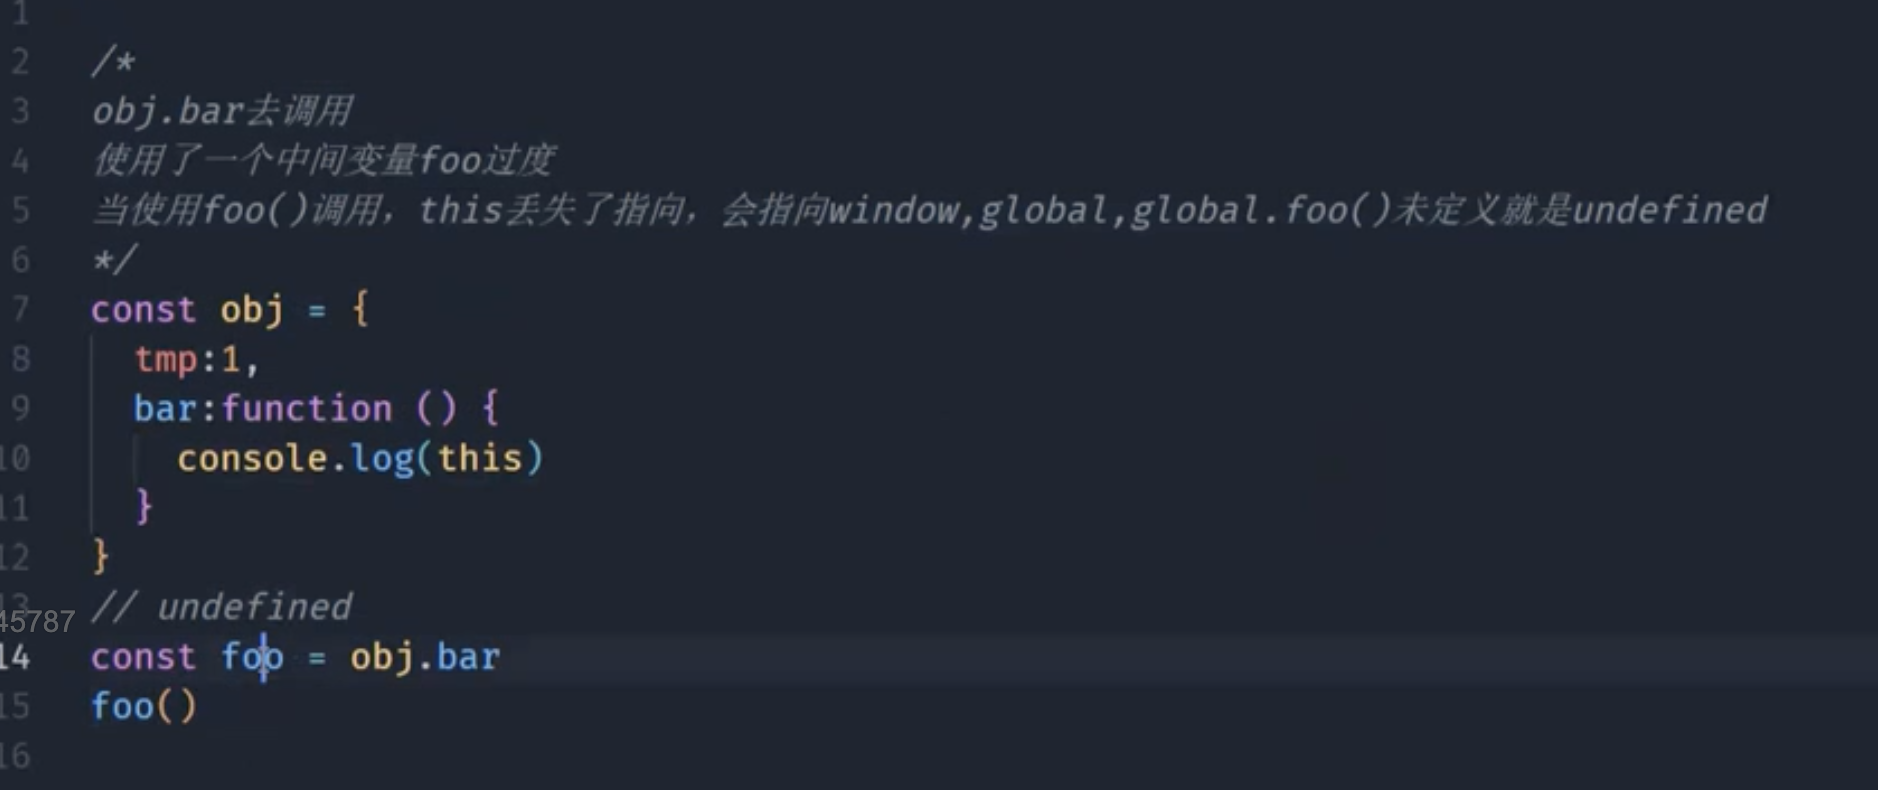 1
2 /*
3 obj.bar去调用
4 使用了一个中间变量foo过度
5 当使用foo()调用，this丢失了指向，会指向window,global,global.foo()未定义就是undefined
6 */
7 const obj = {
8 tmp:1,
9 bar:function () {
10 console.log(this)
11 }
12 }
13 // undefined
45787
14 const foo = obj.bar
15 foo()
16